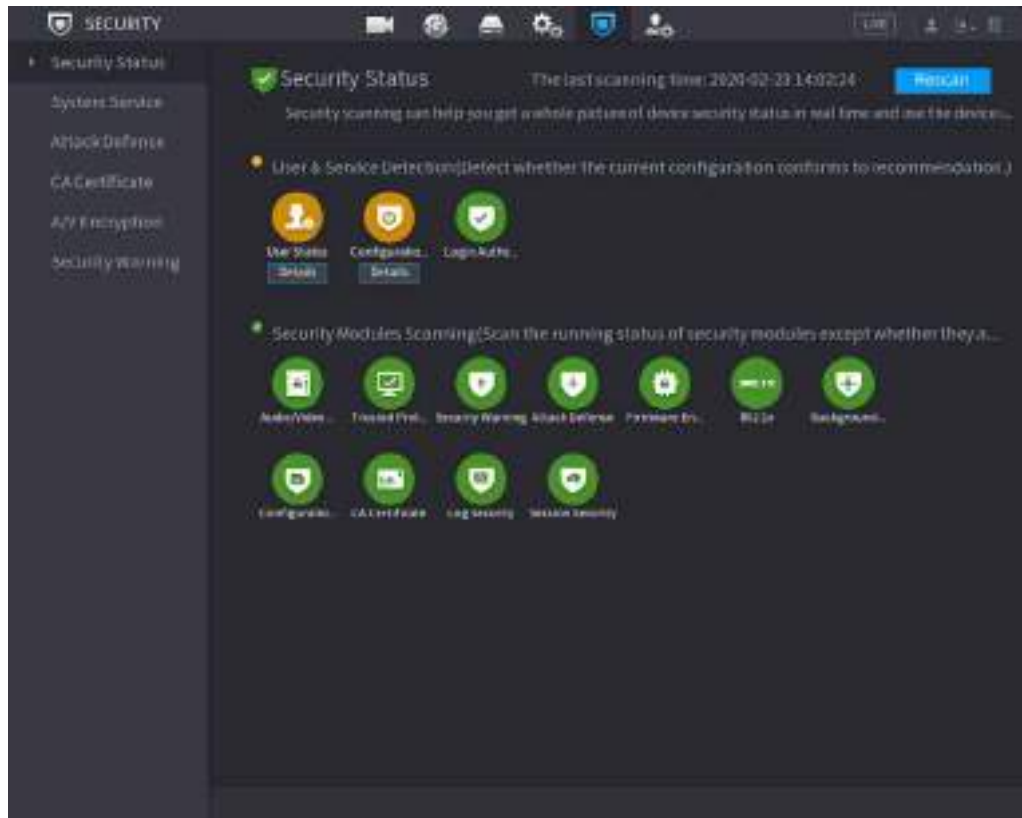 SECURITY
LIVE
Security Status
System Service
Attack Defense
CA Certificate
A/V Encryption
Security Warning
Security Status
The last scanning time: 2020-02-23 14:02:24
Rescan
Security scanning can help you get a whole picture of device security status in real time and use the device...
User & Service Detection(Detect whether the current configuration conforms to recommendation.)
User Status
Configuratio...
Login Authe...
Details
Details
Security Modules Scanning(Scan the running status of security modules except whether they a...
Audio/Video...
Trusted Prot...
Security Warning
Attack Defense
Firmware En...
802.1x
Background...
Configuratio...
CA Certificate
Log Security
Session Security